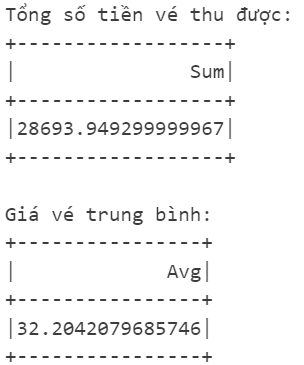 Tổng số tiền vé thu được:
+------------------+
|               Sum|
+------------------+
|28693.949299999967|
+------------------+

Giá vé trung bình:
+----------------+
|             Avg|
+----------------+
|32.2042079685746|
+----------------+